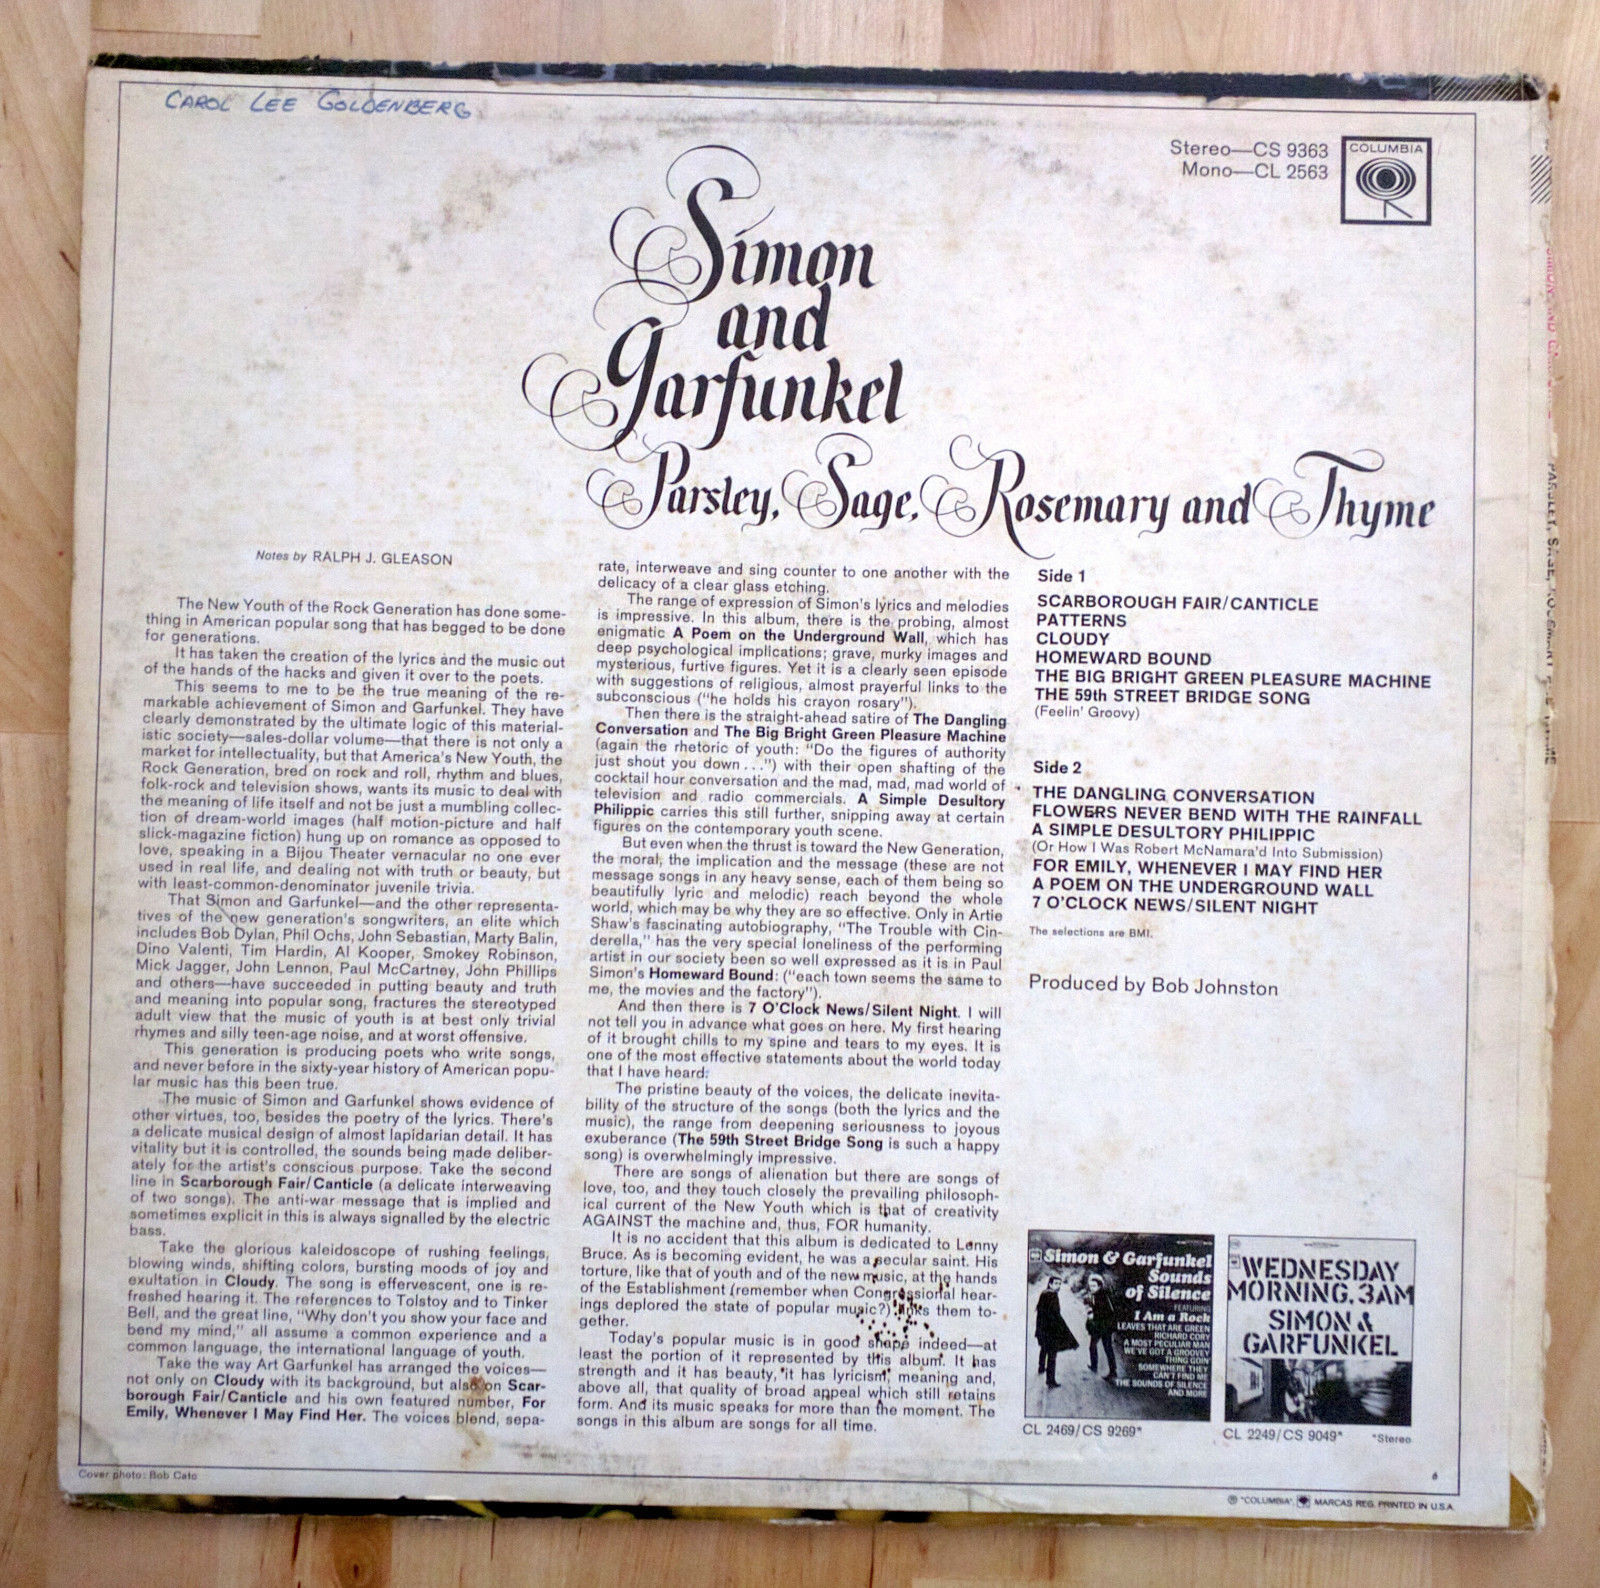 CAROL LEE GOLDENBERG
Stereo—CS 9363
Mono—CL 2563
COLUMBIA
Simon
and
Garfunkel
Parsley, Sage, Rosemary and Thyme
Notes by RALPH J. GLEASON
The New Youth of the Rock Generation has done some-
thing in American popular song that has begged to be done
for generations.
It has taken the creation of the lyrics and the music out
of the hands of the hacks and given it over to the poets.
This seems to me to be the true meaning of the re-
markable achievement of Simon and Garfunkel. They have
clearly demonstrated by the ultimate logic of this material-
istic society—sales-dollar volume—that there is not only a
market for intellectuality, but that America's New Youth, the
Rock Generation, bred on rock and roll, rhythm and blues,
folk-rock and television shows, wants its music to deal with
the meaning of life itself and not be just a mumbling collec-
tion of dream-world images (half motion-picture and half
slick-magazine fiction) hung up on romance as opposed to
love, speaking in a Bijou Theater vernacular no one ever
used in real life, and dealing not with truth or beauty, but
with least-common-denominator juvenile trivia.
That Simon and Garfunkel—and the other representa-
tives of the new generation's songwriters, an elite which
includes Bob Dylan, Phil Ochs, John Sebastian, Marty Balin,
Dino Valenti, Tim Hardin, Al Kooper, Smokey Robinson,
Mick Jagger, John Lennon, Paul McCartney, John Phillips
and others—have succeeded in putting beauty and truth
and meaning into popular song, fractures the stereotyped
adult view that the music of youth is at best only trivial
rhymes and silly teen-age noise, and at worst offensive.
This generation is producing poets who write songs,
and never before in the sixty-year history of American popu-
lar music has this been true.
The music of Simon and Garfunkel shows evidence of
other virtues, too, besides the poetry of the lyrics. There's
a delicate musical design of almost lapidarian detail. It has
vitality but it is controlled, the sounds being made deliber-
ately for the artist's conscious purpose. Take the second
line in Scarborough Fair/Canticle (a delicate interweaving
of two songs). The anti-war message that is implied and
sometimes explicit in this is always signalled by the electric
bass.
Take the glorious kaleidoscope of rushing feelings,
blowing winds, shifting colors, bursting moods of joy and
exultation in Cloudy. The song is effervescent, one is re-
freshed hearing it. The references to Tolstoy and to Tinker
Bell, and the great line, "Why don't you show your face and
bend my mind," all assume a common experience and a
common language, the international language of youth.
Take the way Art Garfunkel has arranged the voices—
not only on Cloudy with its background, but also on Scar-
borough Fair/Canticle and his own featured number, For
Emily, Whenever I May Find Her. The voices blend, sepa-
rate, interweave and sing counter to one another with the
delicacy of a clear glass etching.
The range of expression of Simon's lyrics and melodies
is impressive. In this album, there is the probing, almost
enigmatic A Poem on the Underground Wall, which has
deep psychological implications; grave, murky images and
mysterious, furtive figures. Yet it is a clearly seen episode
with suggestions of religious, almost prayerful links to the
subconscious ("he holds his crayon rosary").
Then there is the straight-ahead satire of The Dangling
Conversation and The Big Bright Green Pleasure Machine
(again the rhetoric of youth: "Do the figures of authority
just shout you down . . .") with their open shafting of the
cocktail hour conversation and the mad, mad, mad world of
television and radio commercials. A Simple Desultory
Philippic carries this still further, snipping away at certain
figures on the contemporary youth scene.
But even when the thrust is toward the New Generation,
the moral, the implication and the message (these are not
message songs in any heavy sense, each of them being so
beautifully lyric and melodic) reach beyond the whole
world, which may be why they are so effective. Only in Artie
Shaw's fascinating autobiography, "The Trouble with Cin-
derella," has the very special loneliness of the performing
artist in our society been so well expressed as it is in Paul
Simon's Homeward Bound: ("each town seems the same to
me, the movies and the factory").
And then there is 7 O'Clock News/Silent Night. I will
not tell you in advance what goes on here. My first hearing
of it brought chills to my spine and tears to my eyes. It is
one of the most effective statements about the world today
that I have heard.
The pristine beauty of the voices, the delicate inevita-
bility of the structure of the songs (both the lyrics and the
music), the range from deepening seriousness to joyous
exuberance (The 59th Street Bridge Song is such a happy
song) is overwhelmingly impressive.
There are songs of alienation but there are songs of
love, too, and they touch closely the prevailing philosoph-
ical current of the New Youth which is that of creativity
AGAINST the machine and, thus, FOR humanity.
It is no accident that this album is dedicated to Lenny
Bruce. As is becoming evident, he was a secular saint. His
torture, like that of youth and of the new music, at the hands
of the Establishment (remember when Congressional hear-
ings deplored the state of popular music?) links them to-
gether.
Today's popular music is in good shape indeed—at
least the portion of it represented by this album. It has
strength and it has beauty, it has lyricism, meaning and,
above all, that quality of broad appeal which still retains
form. And its music speaks for more than the moment. The
songs in this album are songs for all time.
Side 1
SCARBOROUGH FAIR/CANTICLE
PATTERNS
CLOUDY
HOMEWARD BOUND
THE BIG BRIGHT GREEN PLEASURE MACHINE
THE 59th STREET BRIDGE SONG
(Feelin' Groovy)
Side 2
THE DANGLING CONVERSATION
FLOWERS NEVER BEND WITH THE RAINFALL
A SIMPLE DESULTORY PHILIPPIC
(Or How I Was Robert McNamara'd Into Submission)
FOR EMILY, WHENEVER I MAY FIND HER
A POEM ON THE UNDERGROUND WALL
7 O'CLOCK NEWS/SILENT NIGHT
The selections are BMI.
Produced by Bob Johnston
Simon & Garfunkel
Sounds
of Silence
FEATURING
I Am a Rock
LEAVES THAT ARE GREEN
RICHARD CORY
A MOST PECULIAR MAN
WE'VE GOT A GROOVEY
THING GOIN'
SOMEWHERE THEY
CAN'T FIND ME
THE SOUNDS OF SILENCE
AND MORE
CL 2469/CS 9269*
WEDNESDAY
MORNING, 3AM
SIMON &
GARFUNKEL
CL 2249/CS 9049*
*Stereo
Cover photo: Bob Cato
6
® "COLUMBIA", MARCAS REG. PRINTED IN U.S.A.